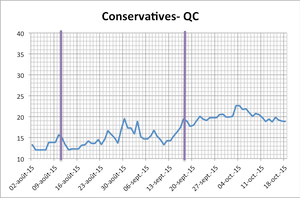 Conservatives- QC
40
35
30
25
20
15
10
02-août-15
09-août-15
16-août-15
23-août-15
30-août-15
06-sept-15
13-sept-15
20-sept-15
27-sept-15
04-oct-15
11-oct-15
18-oct-15